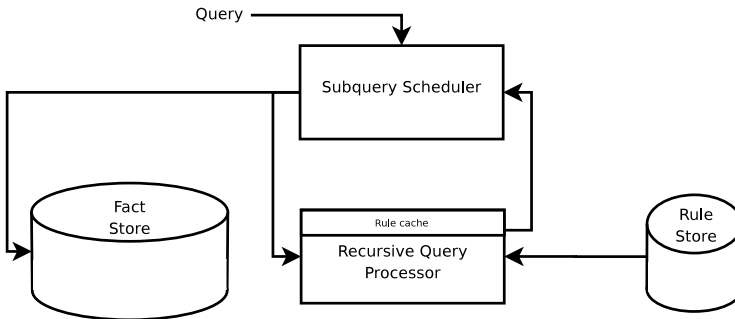 Query
Subquery Scheduler
Fact
Store
Rule cache
Recursive Query
Processor
Rule
Store